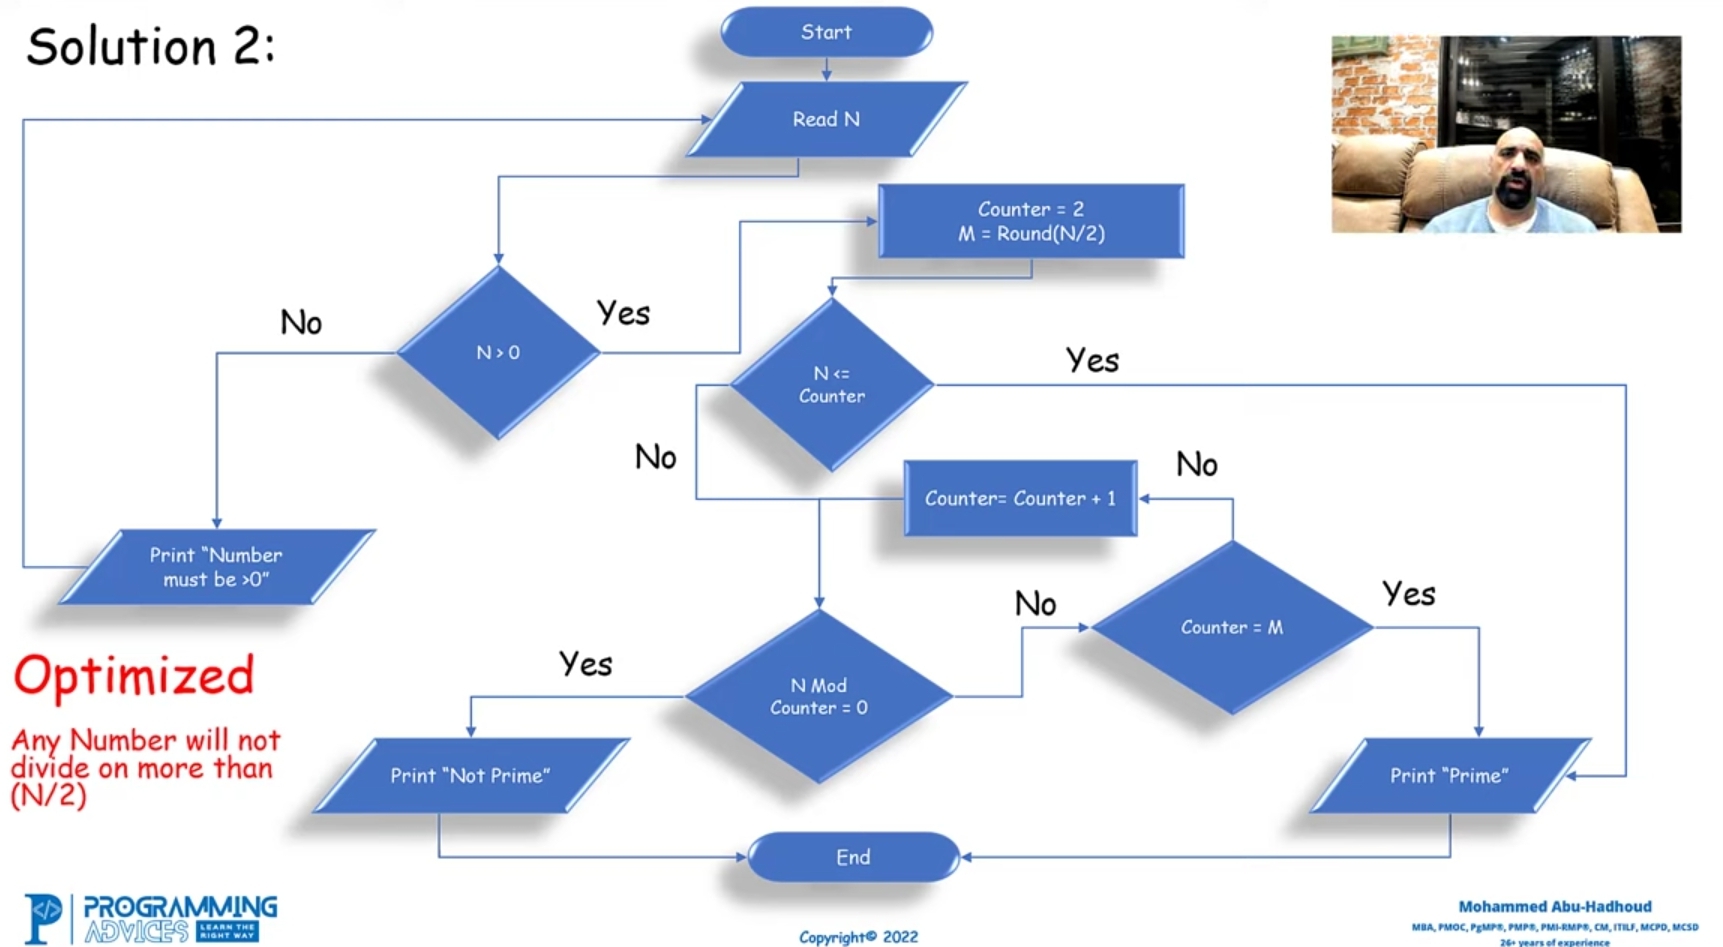 Solution 2:
Start
Read N
Counter = 2
M = Round(N/2)
No
Yes
N > 0
N <=
Counter
Yes
No
Counter= Counter + 1
No
Print “Number
must be >0”
No
Counter = M
Yes
Optimized
Any Number will not
divide on more than
(N/2)
Yes
N Mod
Counter = 0
Print “Not Prime”
Print “Prime”
End
PROGRAMMING
ADVICES
LEARN THE
RIGHT WAY
Copyright© 2022
Mohammed Abu-Hadhoud
MBA, PMOC, PgMP®, PMP®, PMI-RMP®, CM, ITILF, MCPD, MCSD
26+ years of experience